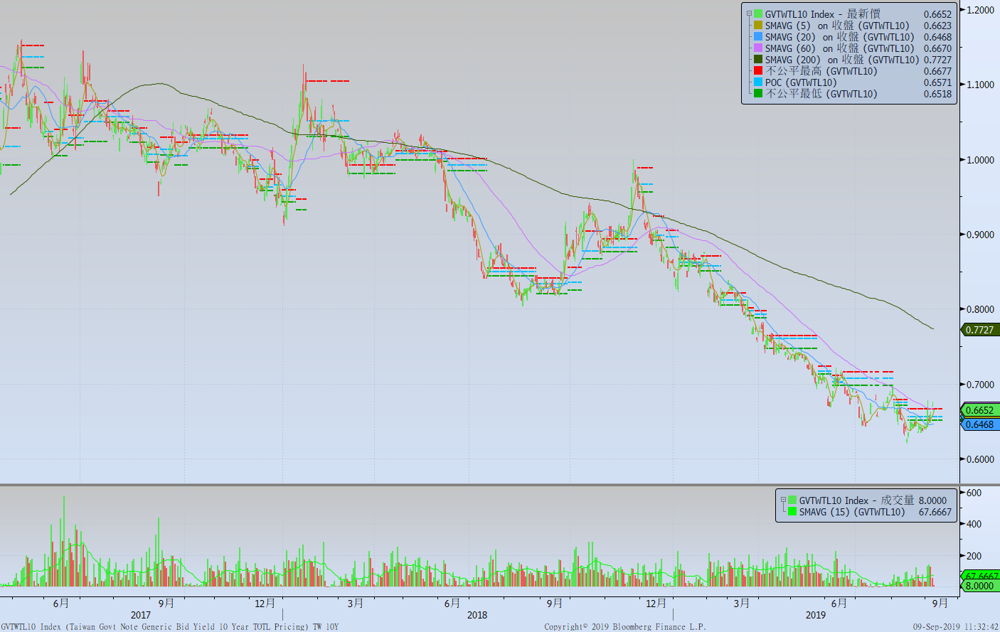 1.2000
GVTWTL10 Index - 最新價 0.6652
SMAVG (5) on 收盤 (GVTWTL10) 0.6623
SMAVG (20) on 收盤 (GVTWTL10) 0.6468
SMAVG (60) on 收盤 (GVTWTL10) 0.6670
SMAVG (200) on 收盤 (GVTWTL10) 0.7727
不公平最高 (GVTWTL10) 0.6677
POC (GVTWTL10) 0.6571
不公平最低 (GVTWTL10) 0.6518
1.1000
1.0000
0.9000
0.8000
0.7727
0.7000
0.6652
0.6468
0.6000
600
GVTWTL10 Index - 成交量 8.0000
SMAVG (15) (GVTWTL10) 67.6667
400
200
67.6667
8.0000
6月 9月 12月 3月 6月 9月 12月 3月 6月 9月
2017 2018 2019
GVTWTL10 Index (Taiwan Govt Note Generic Bid Yield 10 Year TOTL Pricing) TW 10Y Copyright© 2019 Bloomberg Finance L.P. 09-Sep-2019 11:32:42